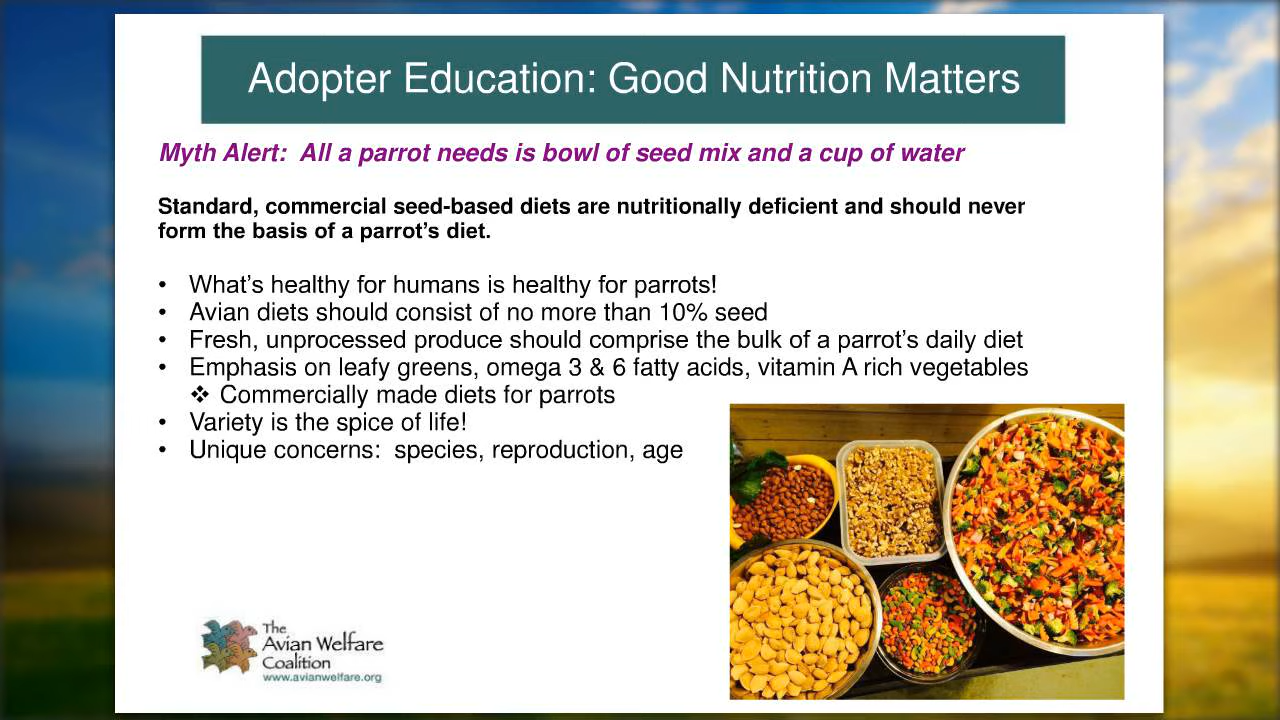 Adopter Education: Good Nutrition Matters
Myth Alert:  All a parrot needs is bowl of seed mix and a cup of water
Standard, commercial seed-based diets are nutritionally deficient and should never
form the basis of a parrot’s diet.
• What’s healthy for humans is healthy for parrots!
• Avian diets should consist of no more than 10% seed
• Fresh, unprocessed produce should comprise the bulk of a parrot’s daily diet
• Emphasis on leafy greens, omega 3 & 6 fatty acids, vitamin A rich vegetables
❖ Commercially made diets for parrots
• Variety is the spice of life!
• Unique concerns:  species, reproduction, age
The
Avian Welfare
Coalition
www.avianwelfare.org